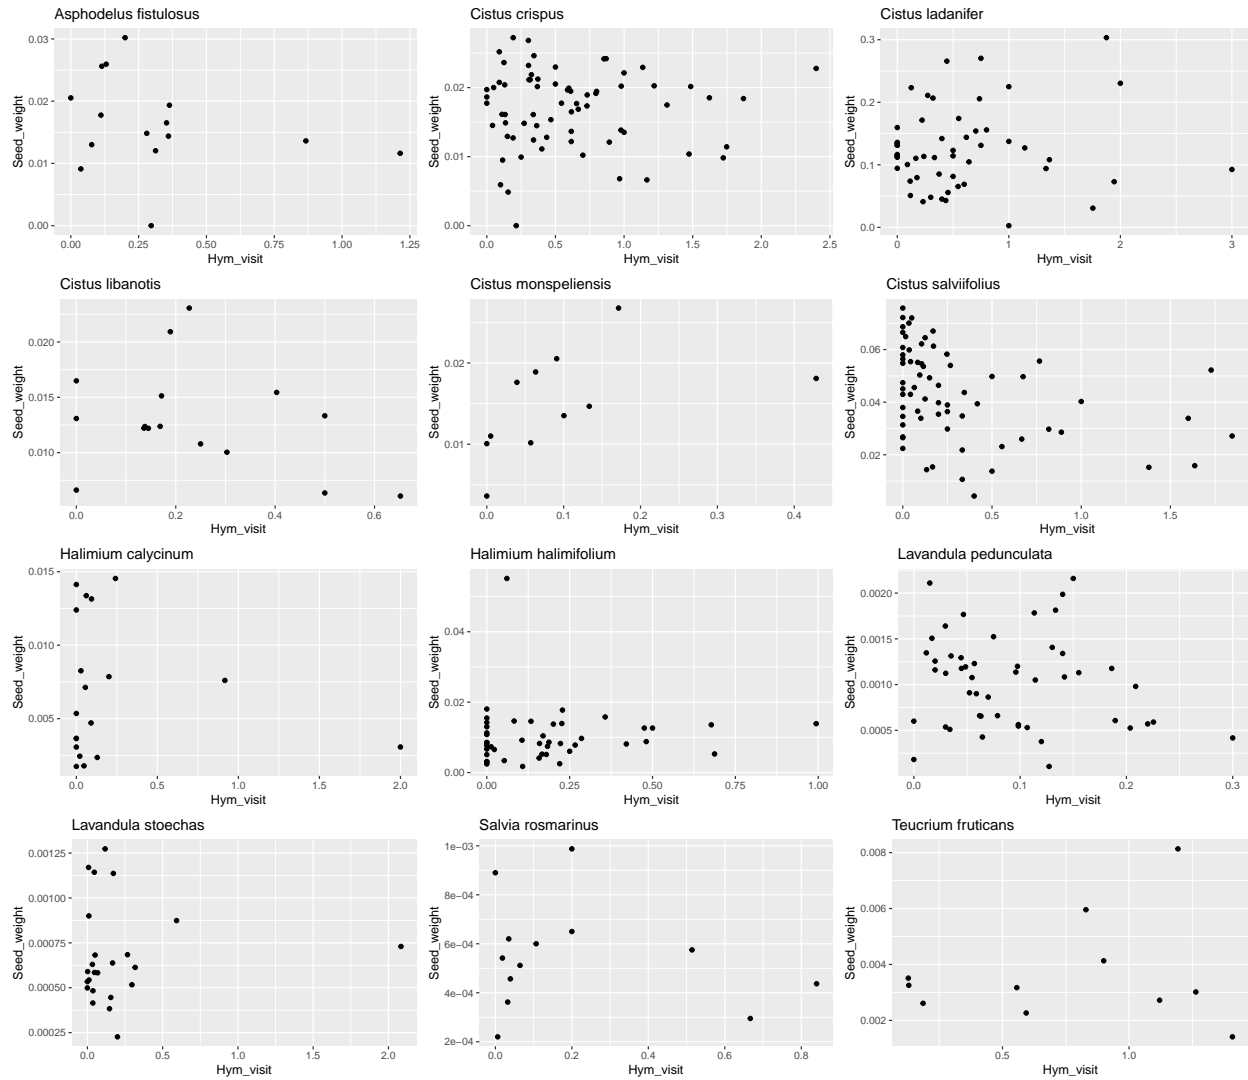 Asphodelus fistulosus
Cistus crispus
Cistus ladanifer
Seed_weight
0.03
0.02
0.01
0.00
0.00
0.25
0.50
0.75
1.00
1.25
Hym_visit
Seed_weight
0.02
0.01
0.00
0.0
0.5
1.0
1.5
2.0
2.5
Hym_visit
Seed_weight
0.3
0.2
0.1
0.0
0
1
2
3
Hym_visit
Cistus libanotis
Cistus monspeliensis
Cistus salviifolius
Seed_weight
0.020
0.015
0.010
0.0
0.2
0.4
0.6
Hym_visit
Seed_weight
0.02
0.01
0.0
0.1
0.2
0.3
0.4
Hym_visit
Seed_weight
0.06
0.04
0.02
0.0
0.5
1.0
1.5
Hym_visit
Halimium calycinum
Halimium halimifolium
Lavandula pedunculata
Seed_weight
0.015
0.010
0.005
0.0
0.5
1.0
1.5
2.0
Hym_visit
Seed_weight
0.04
0.02
0.00
0.00
0.25
0.50
0.75
1.00
Hym_visit
Seed_weight
0.0020
0.0015
0.0010
0.0005
0.0
0.1
0.2
0.3
Hym_visit
Lavandula stoechas
Salvia rosmarinus
Teucrium fruticans
Seed_weight
0.00125
0.00100
0.00075
0.00050
0.00025
0.0
0.5
1.0
1.5
2.0
Hym_visit
Seed_weight
1e−03
8e−04
6e−04
4e−04
2e−04
0.0
0.2
0.4
0.6
0.8
Hym_visit
Seed_weight
0.008
0.006
0.004
0.002
0.5
1.0
Hym_visit